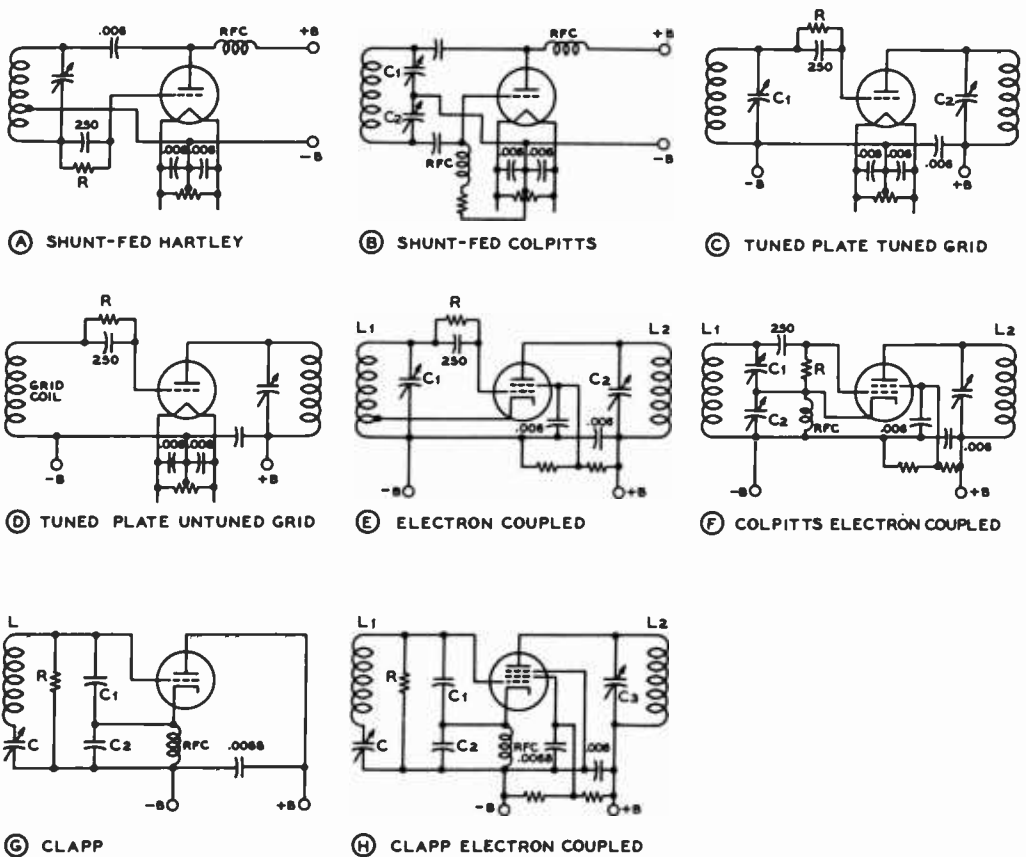 .006
RFC
+B
250
R
.006 .006
-B
A SHUNT-FED HARTLEY
RFC
+B
C1
C2
RFC
.006 .006
-B
B SHUNT-FED COLPITTS
R
250
C1
C2
.006 .006
.006
-B
+B
C TUNED PLATE TUNED GRID
R
250
GRID
COIL
.006 .006
-B
+B
D TUNED PLATE UNTUNED GRID
L1
R
L2
250
C1
C2
.006
.006
-B
+B
E ELECTRON COUPLED
L1
250
L2
C1
R
C2
RFC
.006
.006
-B
+B
F COLPITTS ELECTRON COUPLED
L
R
C1
C
C2
RFC
.0068
-B
+B
G CLAPP
L1
L2
R
C1
C3
C
C2
RFC
.0068
.006
-B
+B
H CLAPP ELECTRON COUPLED